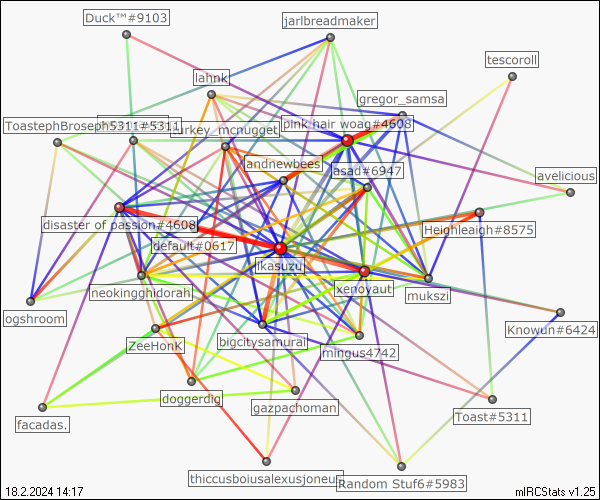 Duck™#9103
jarlbreadmaker
tescoroll
lahnk
gregor_samsa
ToastephBroseph5311#5311
turkey_mcnugget
pink hair woag#4608
andnewbees
asad#6947
avelicious
disaster of passion#4608
Heighleaigh#8575
default#0617
Ikasuzu
xenoyaut
neokingghidorah
mukszi
ogshroom
bigcitysamurai
Knowun#6424
ZeeHonk
mingus4742
doggerdig
gazpachoman
Toast#5311
facadas.
thiccusboiusalexusjoneus
Random Stuf6#5983
18.2.2024 14:17
mIRCStats v1.25